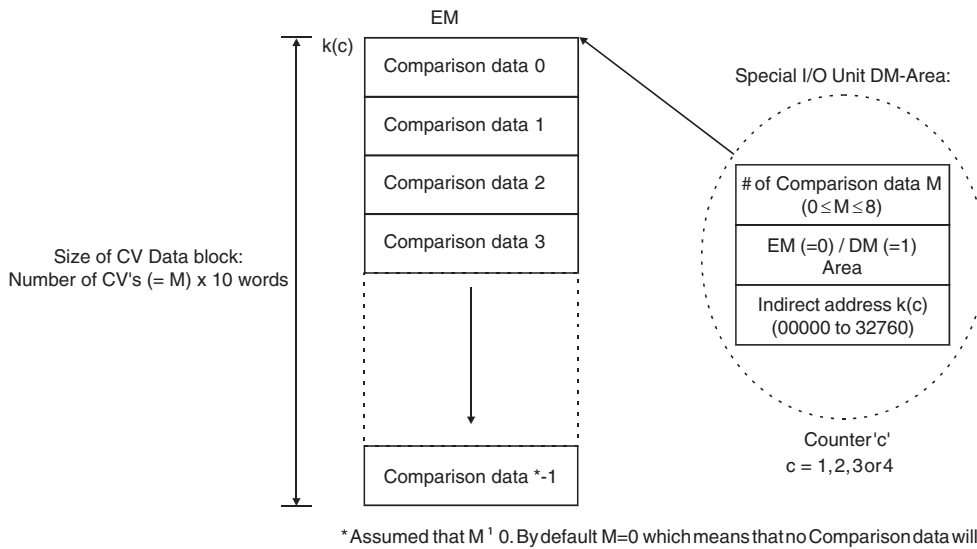 EM
k(c)
Comparison data 0
Comparison data 1
Comparison data 2
Comparison data 3
Comparison data *-1
Size of CV Data block:
Number of CV's (= M) x 10 words
Special I/O Unit DM-Area:
# of Comparison data M
(0≤M≤8)
EM (=0) / DM (=1)
Area
Indirect address k(c)
(00000 to 32760)
Counter 'c'
c = 1,2,3 or 4
* Assumed that M ¹ 0. By default M=0 which means that no Comparison data will